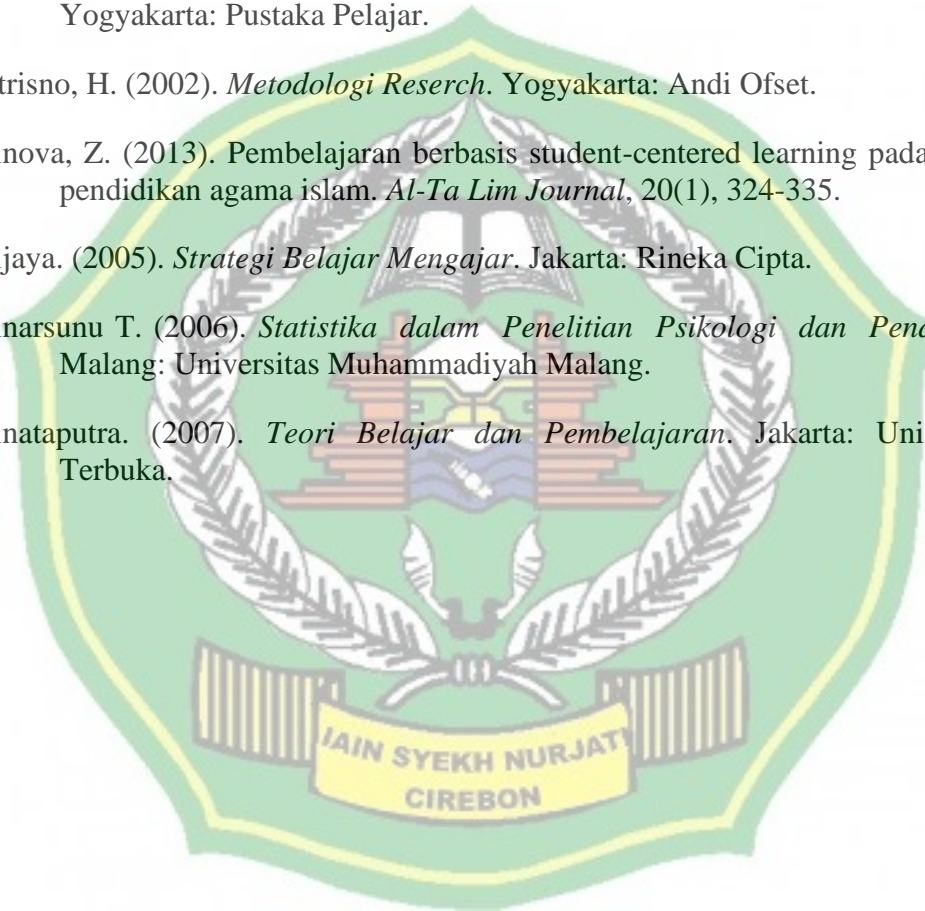 Yogyakarta: Pustaka Pelajar.
trisno, H. (2002). Metodologi Reserch. Yogyakarta: Andi Ofset.
nova, Z. (2013). Pembelajaran berbasis student-centered learning pada
pendidikan agama islam. Al-Ta Lim Journal, 20(1), 324-335.
jaya. (2005). Strategi Belajar Mengajar. Jakarta: Rineka Cipta.
narsunu T. (2006). Statistika dalam Penelitian Psikologi dan Pend
Malang: Universitas Muhammadiyah Malang.
nataputra. (2007). Teori Belajar dan Pembelajaran. Jakarta: Uni
Terbuka.
IAIN SYEKH NURJATI
CIREBON